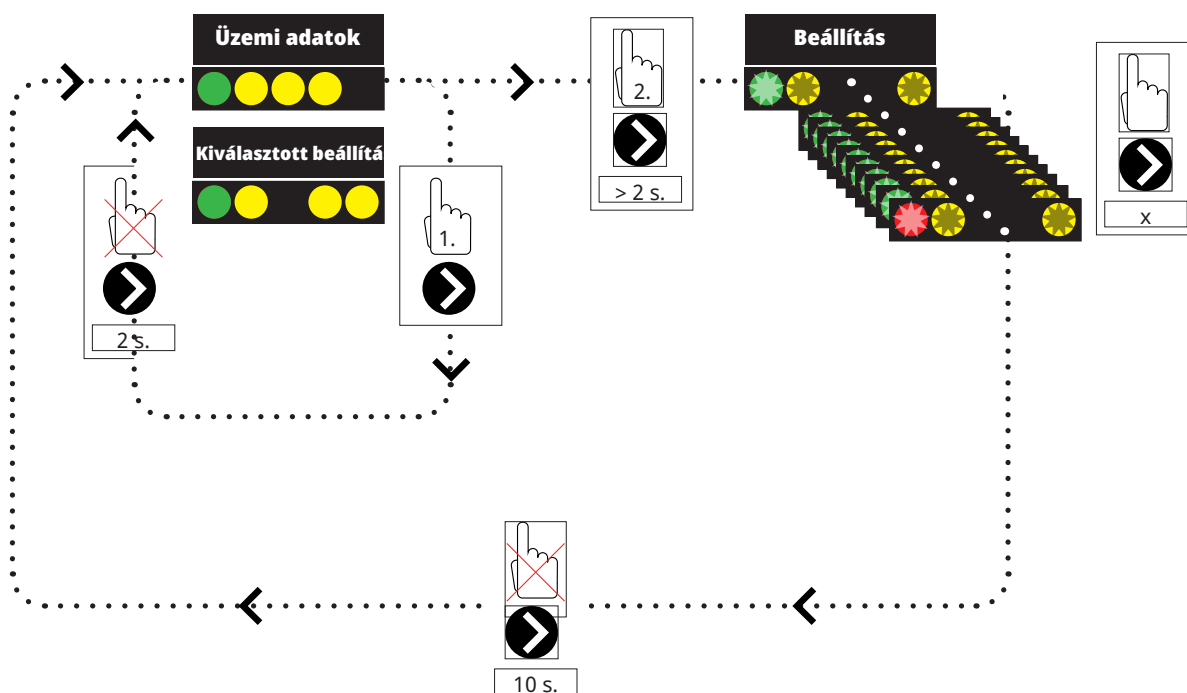 Üzemi adatok
Kiválasztott beállítá
2 s.
1.
2.
> 2 s.
Beállítás
x
10 s.